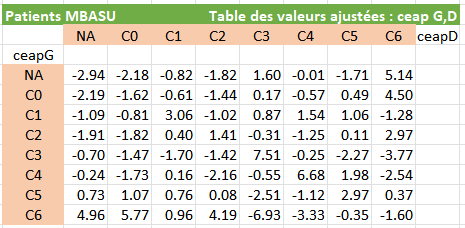 Patients MBASU Table des valeurs ajustées : ceap G,D
NA C0 C1 C2 C3 C4 C5 C6 ceapD
ceapG
NA -2.94 -2.18 -0.82 -1.82 1.60 -0.01 -1.71 5.14
C0 -2.19 -1.62 -0.61 -1.44 0.17 -0.57 0.49 4.50
C1 -1.09 -0.81 3.06 -1.02 0.87 1.54 1.06 -1.28
C2 -1.91 -1.82 0.40 1.41 -0.31 -1.25 0.11 2.97
C3 -0.70 -1.47 -1.70 -1.42 7.51 -0.25 -2.27 -3.77
C4 -0.24 -1.73 0.16 -2.16 -0.55 6.68 1.98 -2.54
C5 0.73 1.07 0.76 0.08 -2.51 -1.12 2.97 0.37
C6 4.96 5.77 0.96 4.19 -6.93 -3.33 -0.35 -1.60